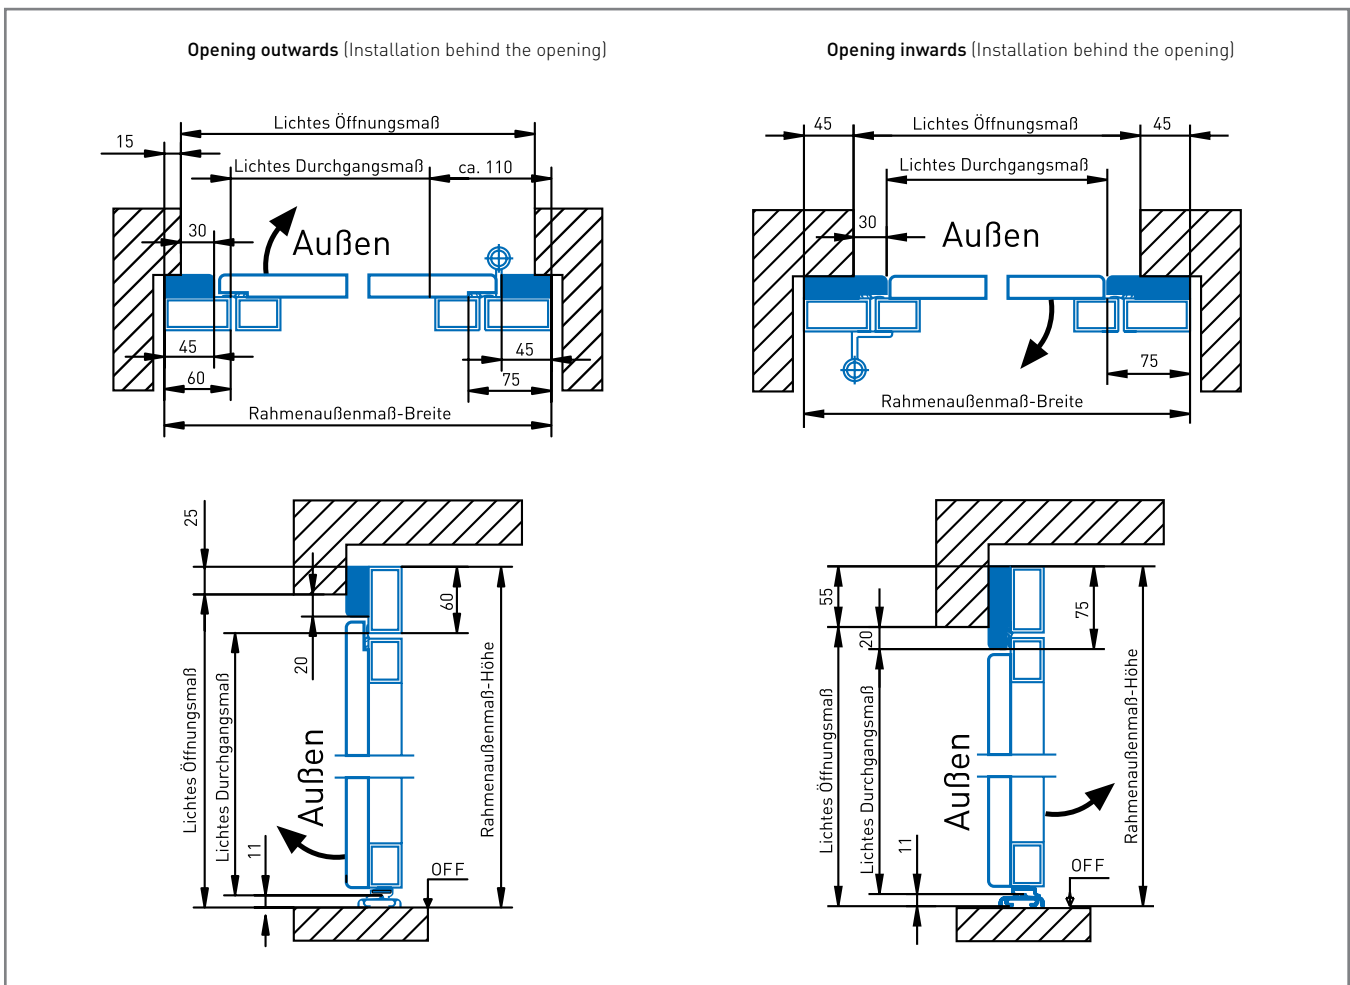 Opening outwards (Installation behind the opening)
Lichtes Öffnungsmaß
15
Lichtes Durchgangsmaß
ca. 110
30
Außen
45
45
60
75
Rahmenaußenmaß-Breite
Opening inwards (Installation behind the opening)
45
Lichtes Öffnungsmaß
45
Lichtes Durchgangsmaß
30
Außen
75
Rahmenaußenmaß-Breite
25
60
20
Lichtes Öffnungsmaß
Lichtes Durchgangsmaß
Außen
Rahmenaußenmaß-Höhe
11
OFF
55
20
75
Lichtes Öffnungsmaß
Lichtes Durchgangsmaß
Außen
Rahmenaußenmaß-Höhe
11
OFF